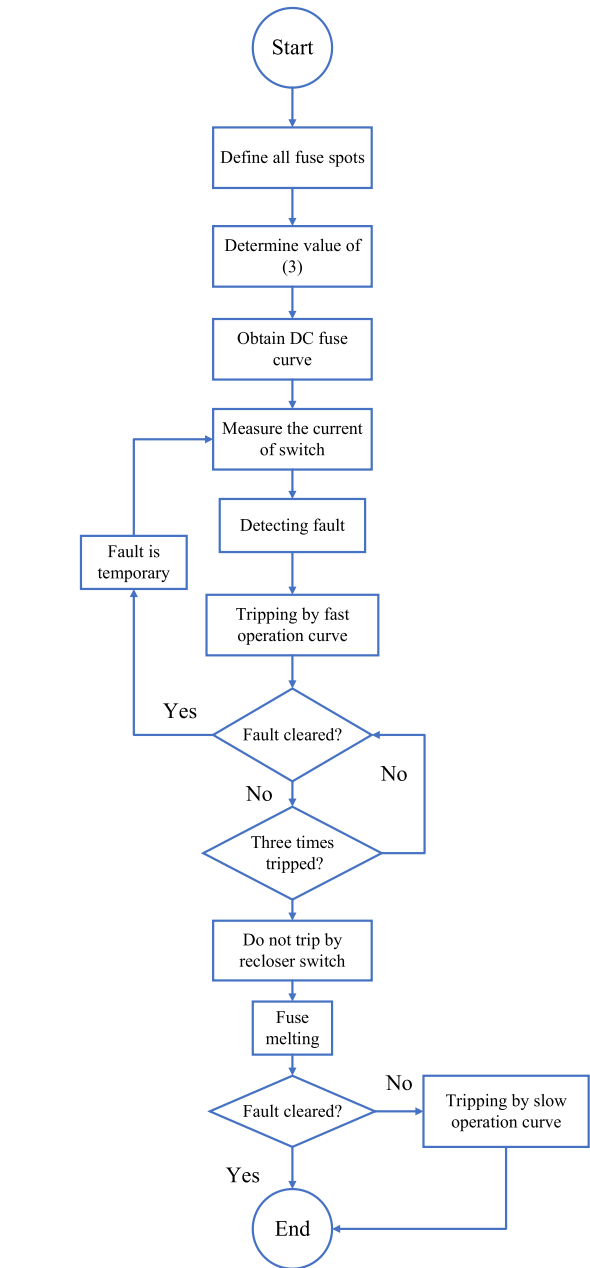 Start
Define all fuse spots
Determine value of
(3)
Obtain DC fuse
curve
Measure the current
of switch
Detecting fault
Fault is
temporary
Tripping by fast
operation curve
Yes
Fault cleared?
No
No
Three times
tripped?
Do not trip by
recloser switch
Fuse
melting
Fault cleared?
No
Tripping by slow
operation curve
Yes
End